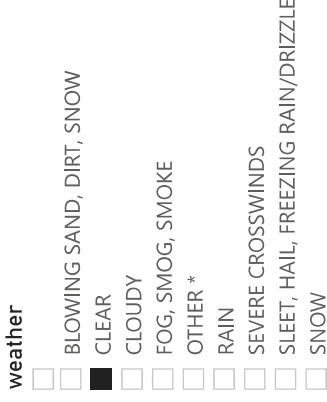 weather
BLOWING SAND, DIRT, SNOW
CLEAR
CLOUDY
FOG, SMOG, SMOKE
OTHER *
RAIN
SEVERE CROSSWINDS
SLEET, HAIL, FREEZING RAIN/DRIZZLE
SNOW